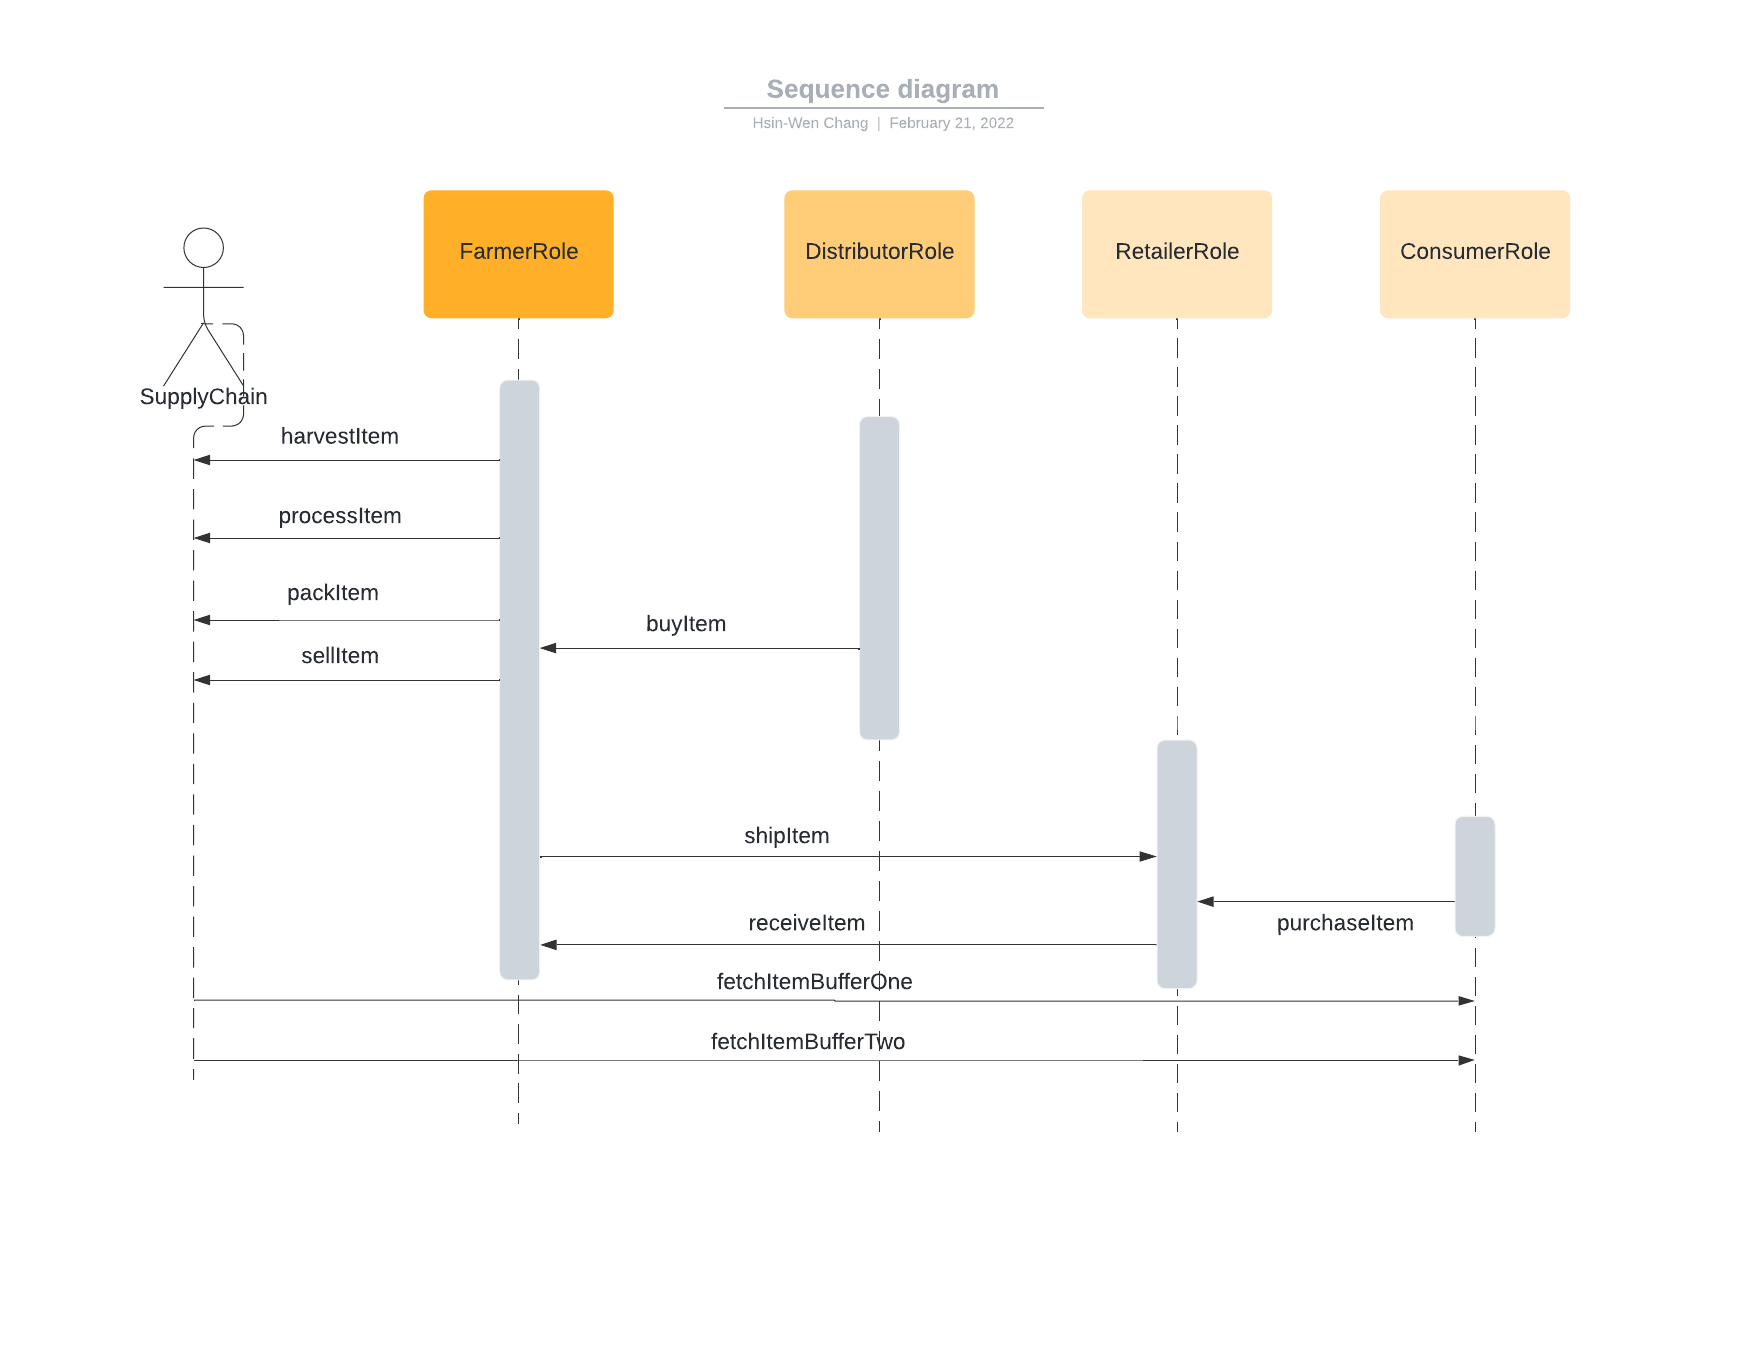 Sequence diagram
Hsin-Wen Chang | February 21, 2022
FarmerRole
DistributorRole
RetailerRole
ConsumerRole
SupplyChain
harvestItem
processItem
packItem
buyItem
sellItem
shipItem
receiveItem
purchaseItem
fetchItemBufferOne
fetchItemBufferTwo